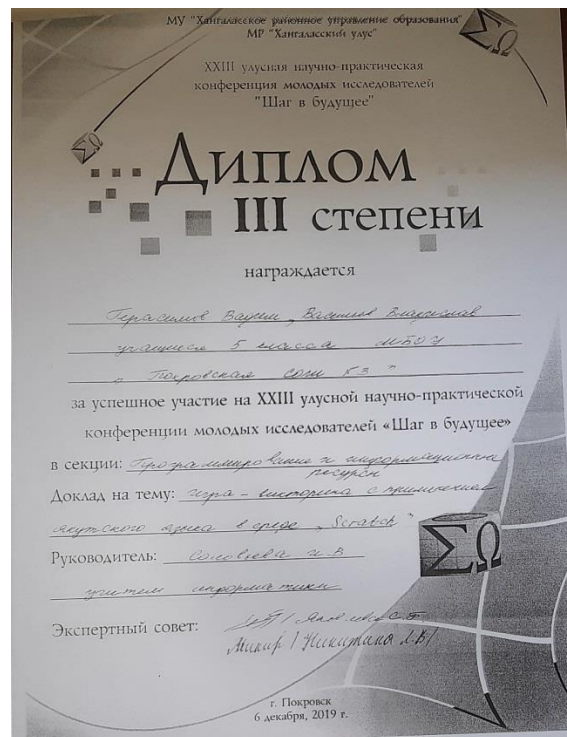 МУ "Хангаласское районное управление образования"
МР "Хангаласский улус"
XXIII улусная научно-практическая
конференция молодых исследователей
"Шаг в будущее"
ΣΩ
Диплом
III степени
награждается
Герасимов Вадим, Васильев Владислав
учащиеся 5 класса МБОУ
„Покровская СОШ №3"
за успешное участие на XXIII улусной научно-практической
конференции молодых исследователей «Шаг в будущее»
в секции: Программирование и информационные
ресурсы
Доклад на тему: игра-викторина с применением
якутского языка в среде „Scratch"
Руководитель: Соловьева И.В
учитель информатики
ΣΩ
Экспертный совет:
Никитина
г. Покровск
6 декабря, 2019 г.